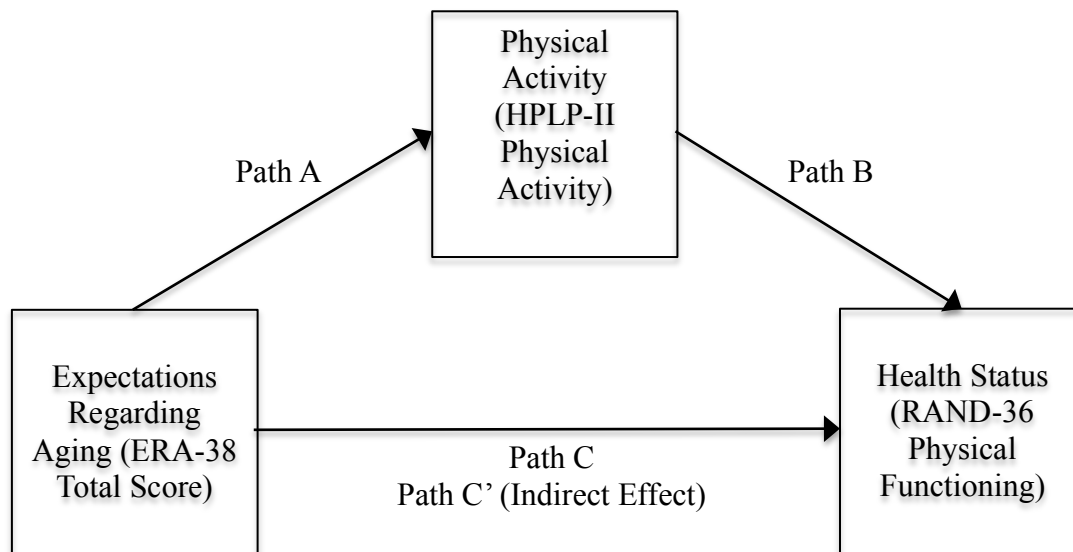 Physical
Activity
(HPLP-II
Physical
Activity)
Path A
Path B
Expectations
Regarding
Aging (ERA-38
Total Score)
Path C
Path C’ (Indirect Effect)
Health Status
(RAND-36
Physical
Functioning)